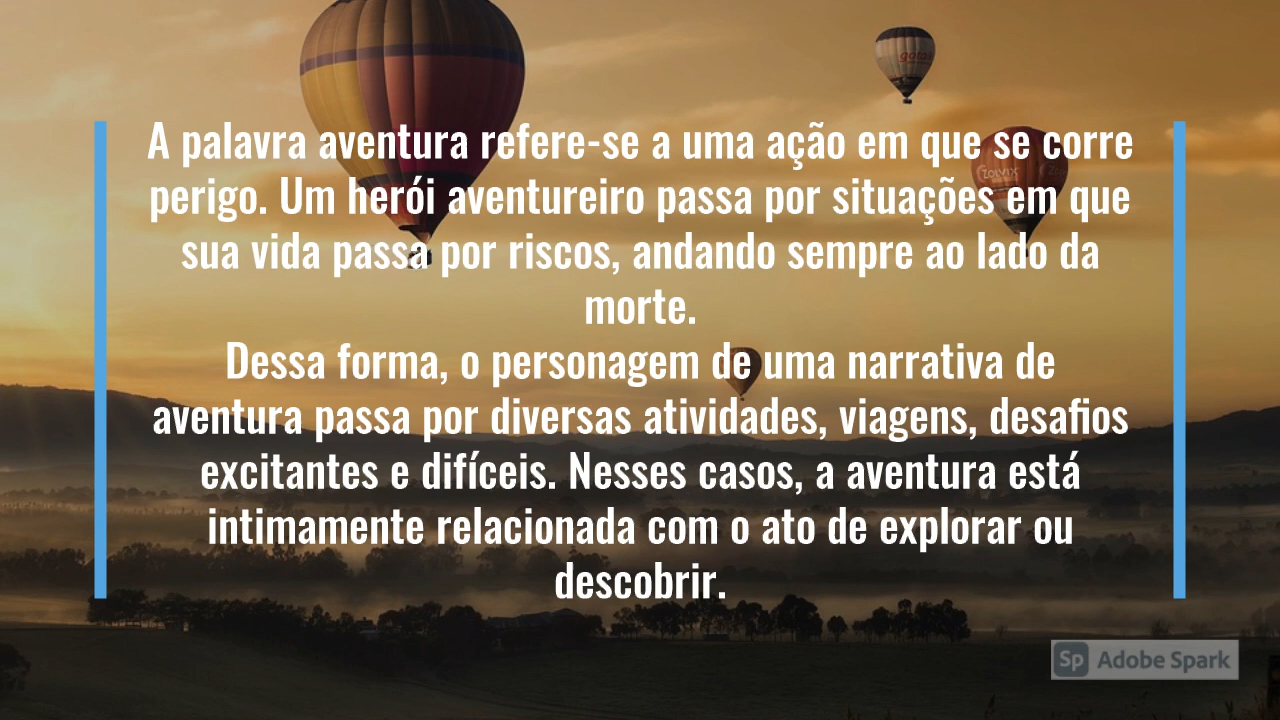 gotax
A palavra aventura refere-se a uma ação em que se corre
perigo. Um herói aventureiro passa por situações em que
sua vida passa por riscos, andando sempre ao lado da
morte.
Dessa forma, o personagem de uma narrativa de
aventura passa por diversas atividades, viagens, desafios
excitantes e difíceis. Nesses casos, a aventura está
intimamente relacionada com o ato de explorar ou
descobrir.
ZOLVIX
Sp Adobe Spark